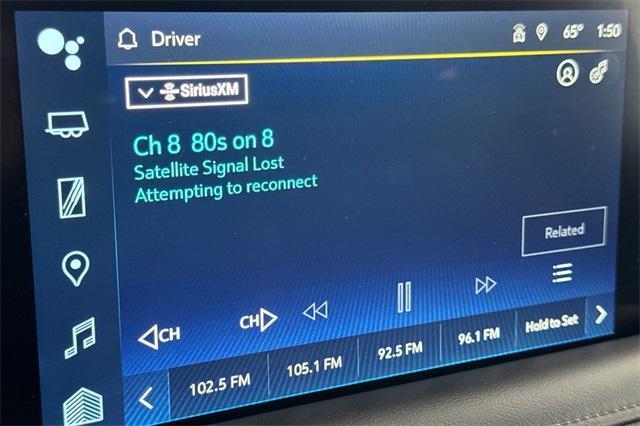 Driver 65° 1:50
SiriusXM
Ch 8 80s on 8
Satellite Signal Lost
Attempting to reconnect
Related
CH CH
102.5 FM 105.1 FM 92.5 FM 96.1 FM Hold to Set